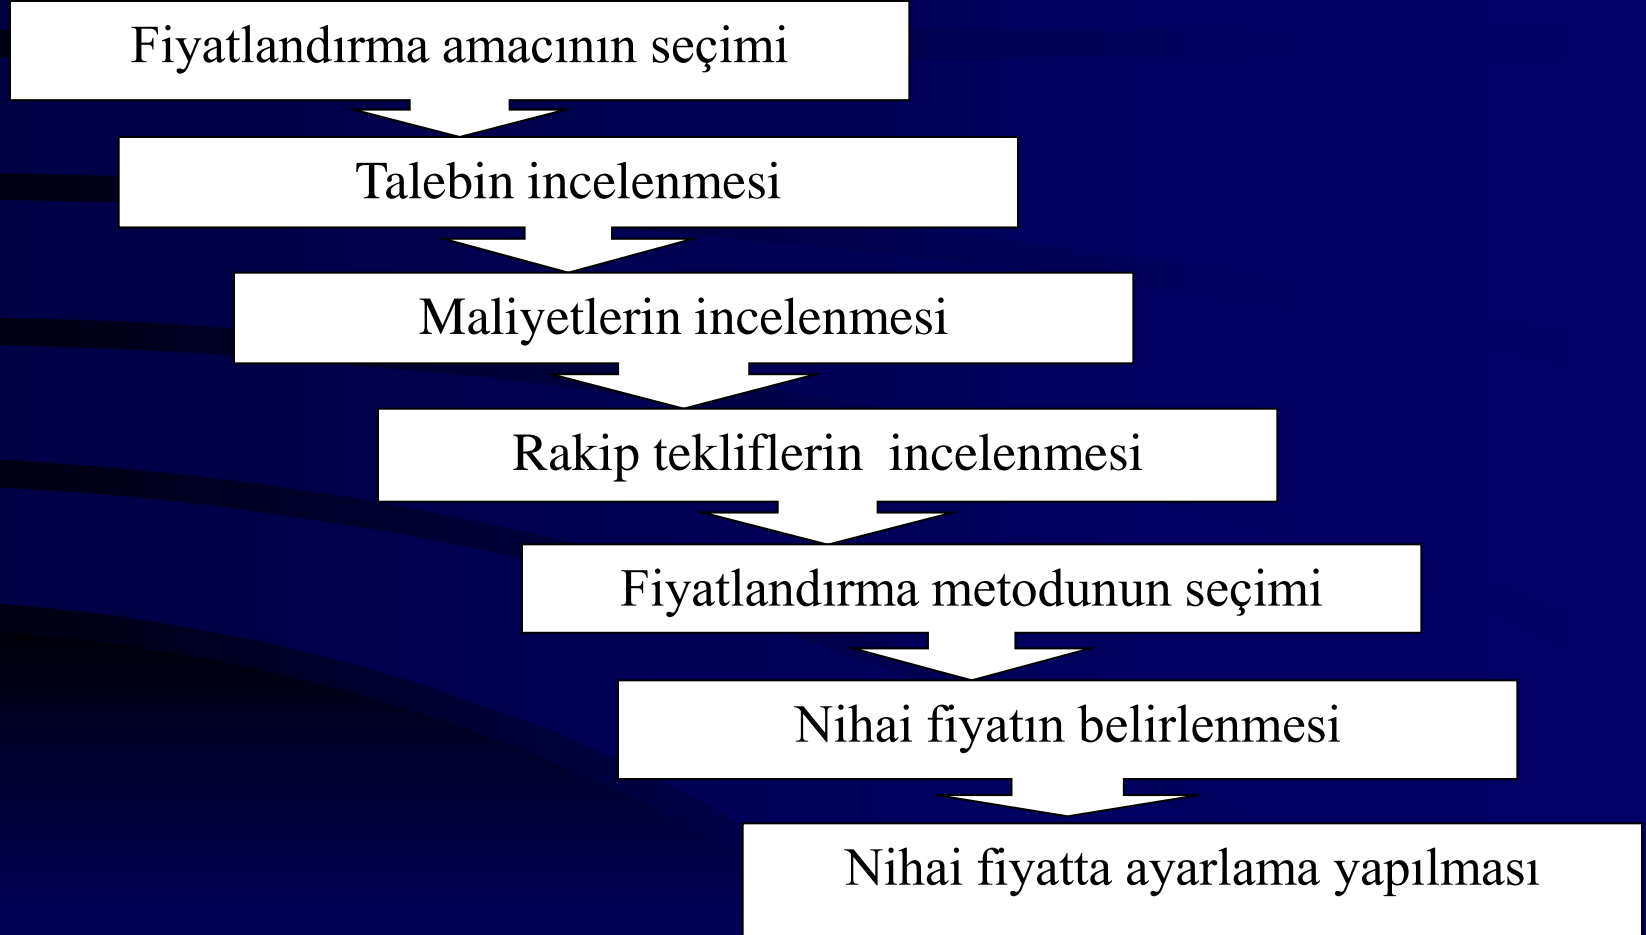 Fiyatlandırma amacının seçimi
Talebin incelenmesi
Maliyetlerin incelenmesi
Rakip tekliflerin  incelenmesi
Fiyatlandırma metodunun seçimi
Nihai fiyatın belirlenmesi
Nihai fiyatta ayarlama yapılması